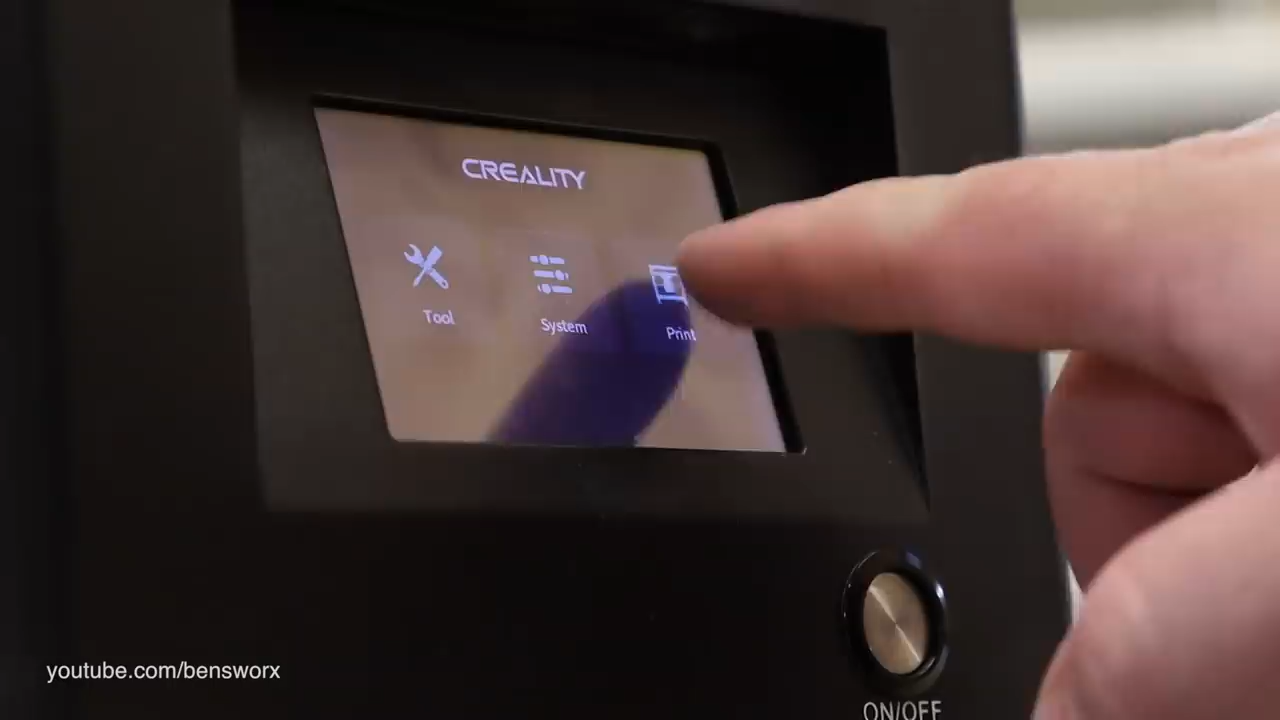 CREALITY
Tool
System
Print
ON/OFF
youtube.com/bensworx